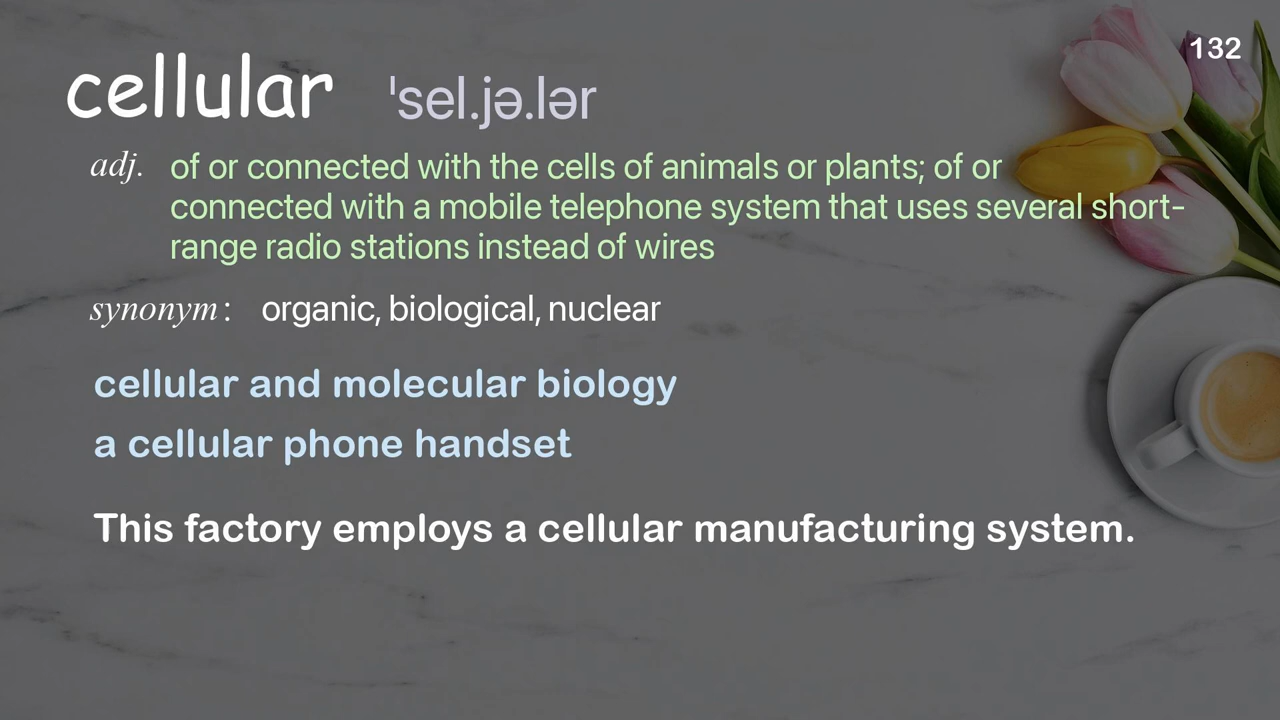 132
cellular ˈsel.jə.lər
adj. of or connected with the cells of animals or plants; of or
connected with a mobile telephone system that uses several short-
range radio stations instead of wires
synonym: organic, biological, nuclear
cellular and molecular biology
a cellular phone handset
This factory employs a cellular manufacturing system.